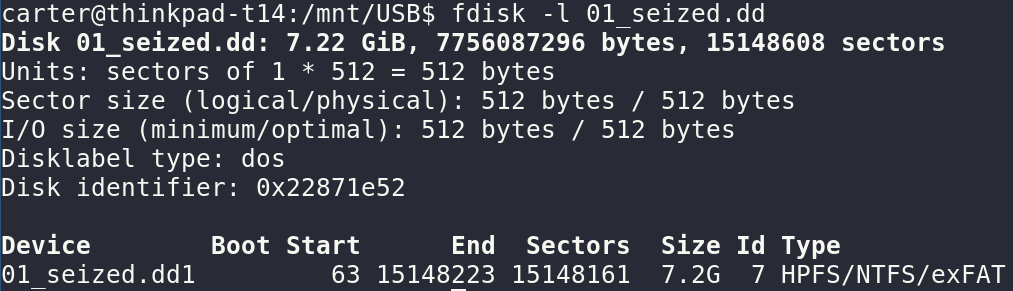 carter@thinkpad-t14:/mnt/USB$ fdisk -l 01_seized.dd
Disk 01_seized.dd: 7.22 GiB, 7756087296 bytes, 15148608 sectors
Units: sectors of 1 * 512 = 512 bytes
Sector size (logical/physical): 512 bytes / 512 bytes
I/O size (minimum/optimal): 512 bytes / 512 bytes
Disklabel type: dos
Disk identifier: 0x22871e52

Device        Boot Start      End  Sectors  Size Id Type
01_seized.dd1         63 15148223 15148161  7.2G  7 HPFS/NTFS/exFAT